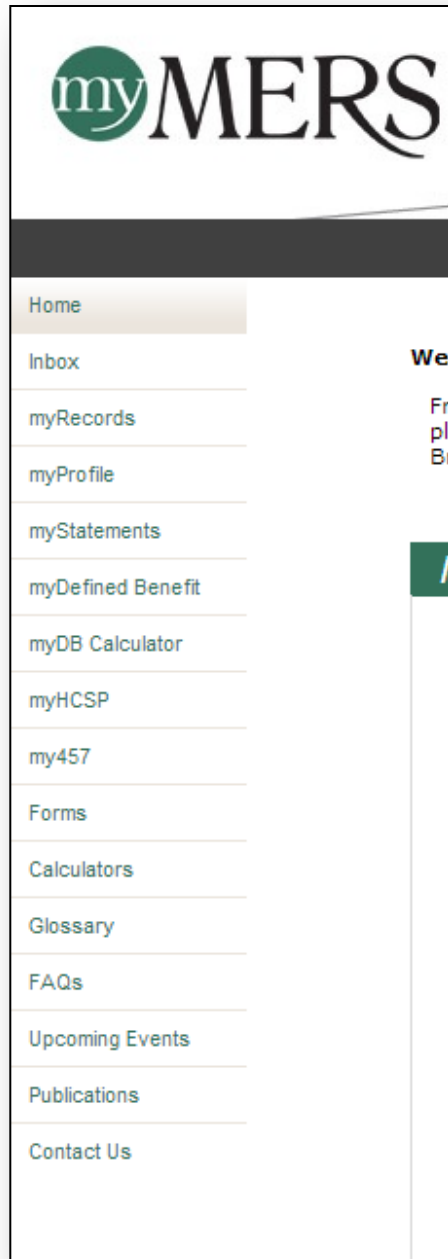 myMERS
Home
Inbox
myRecords
myProfile
myStatements
myDefined Benefit
myDB Calculator
myHCSP
my457
Forms
Calculators
Glossary
FAQs
Upcoming Events
Publications
Contact Us